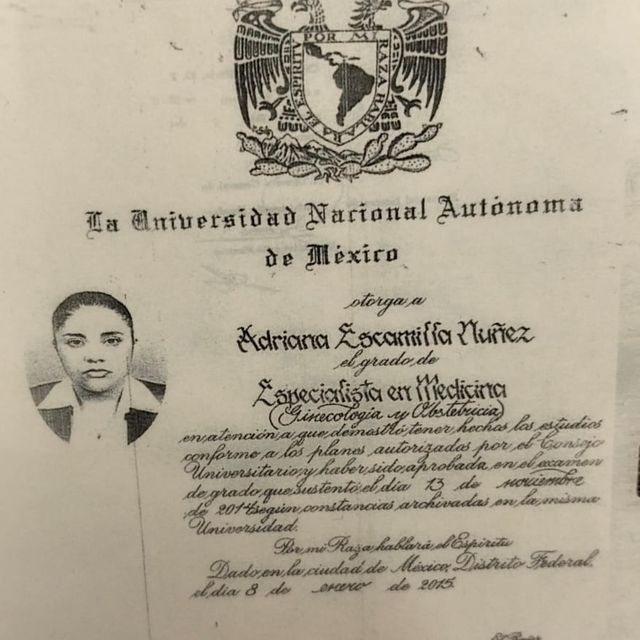 POR MI RAZA HABLARA EL ESPIRITU
La Universidad Nacional Autónoma
de México
otorga a
Adriana Escamilla Nuñez
el grado de
Especialista en Medicina
(Ginecología y Obstetricia)
en atención a que demostró tener hechos los estudios
conforme a los planes autorizados por el Consejo
Universitario y haber sido aprobada en el examen
de grado que sustentó el día 13 de noviembre
de 2014 según constancias archivadas en la misma
Universidad.
Por mi Raza hablará el Espíritu
Dado en la ciudad de México, Distrito Federal,
el día 8 de enero de 2015.